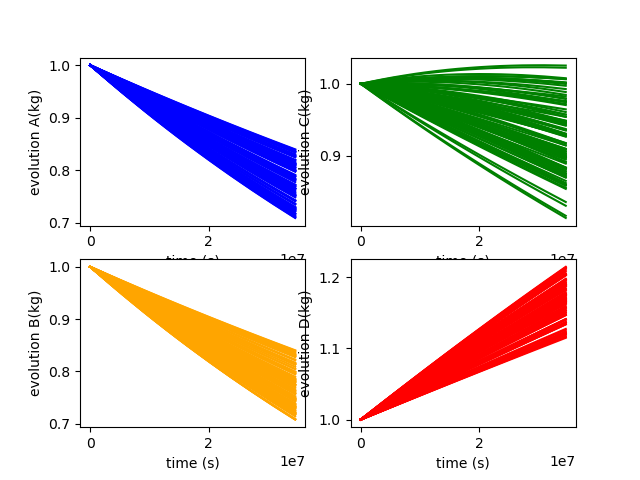 evolution A(kg)
1.0
0.9
0.8
0.7
0
2
1e7
time (s)
evolution C(kg)
1.0
0.9
0
2
1e7
time (s)
evolution B(kg)
1.0
0.9
0.8
0.7
0
2
1e7
time (s)
evolution D(kg)
1.2
1.1
1.0
0
2
1e7
time (s)